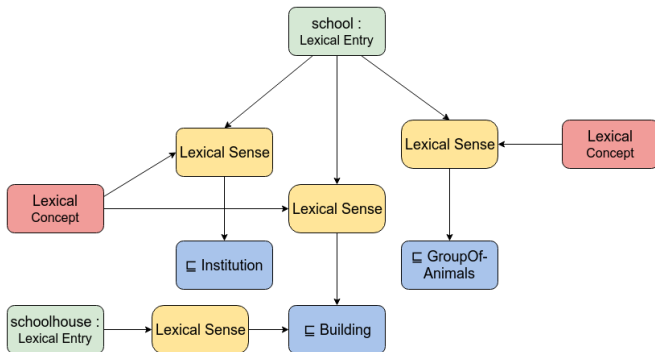 school :
Lexical Entry
Lexical Sense
Lexical Sense
Lexical
Concept
Lexical
Concept
Lexical Sense
⊑ Institution
⊑ GroupOf-
Animals
schoolhouse :
Lexical Entry
Lexical Sense
⊑ Building